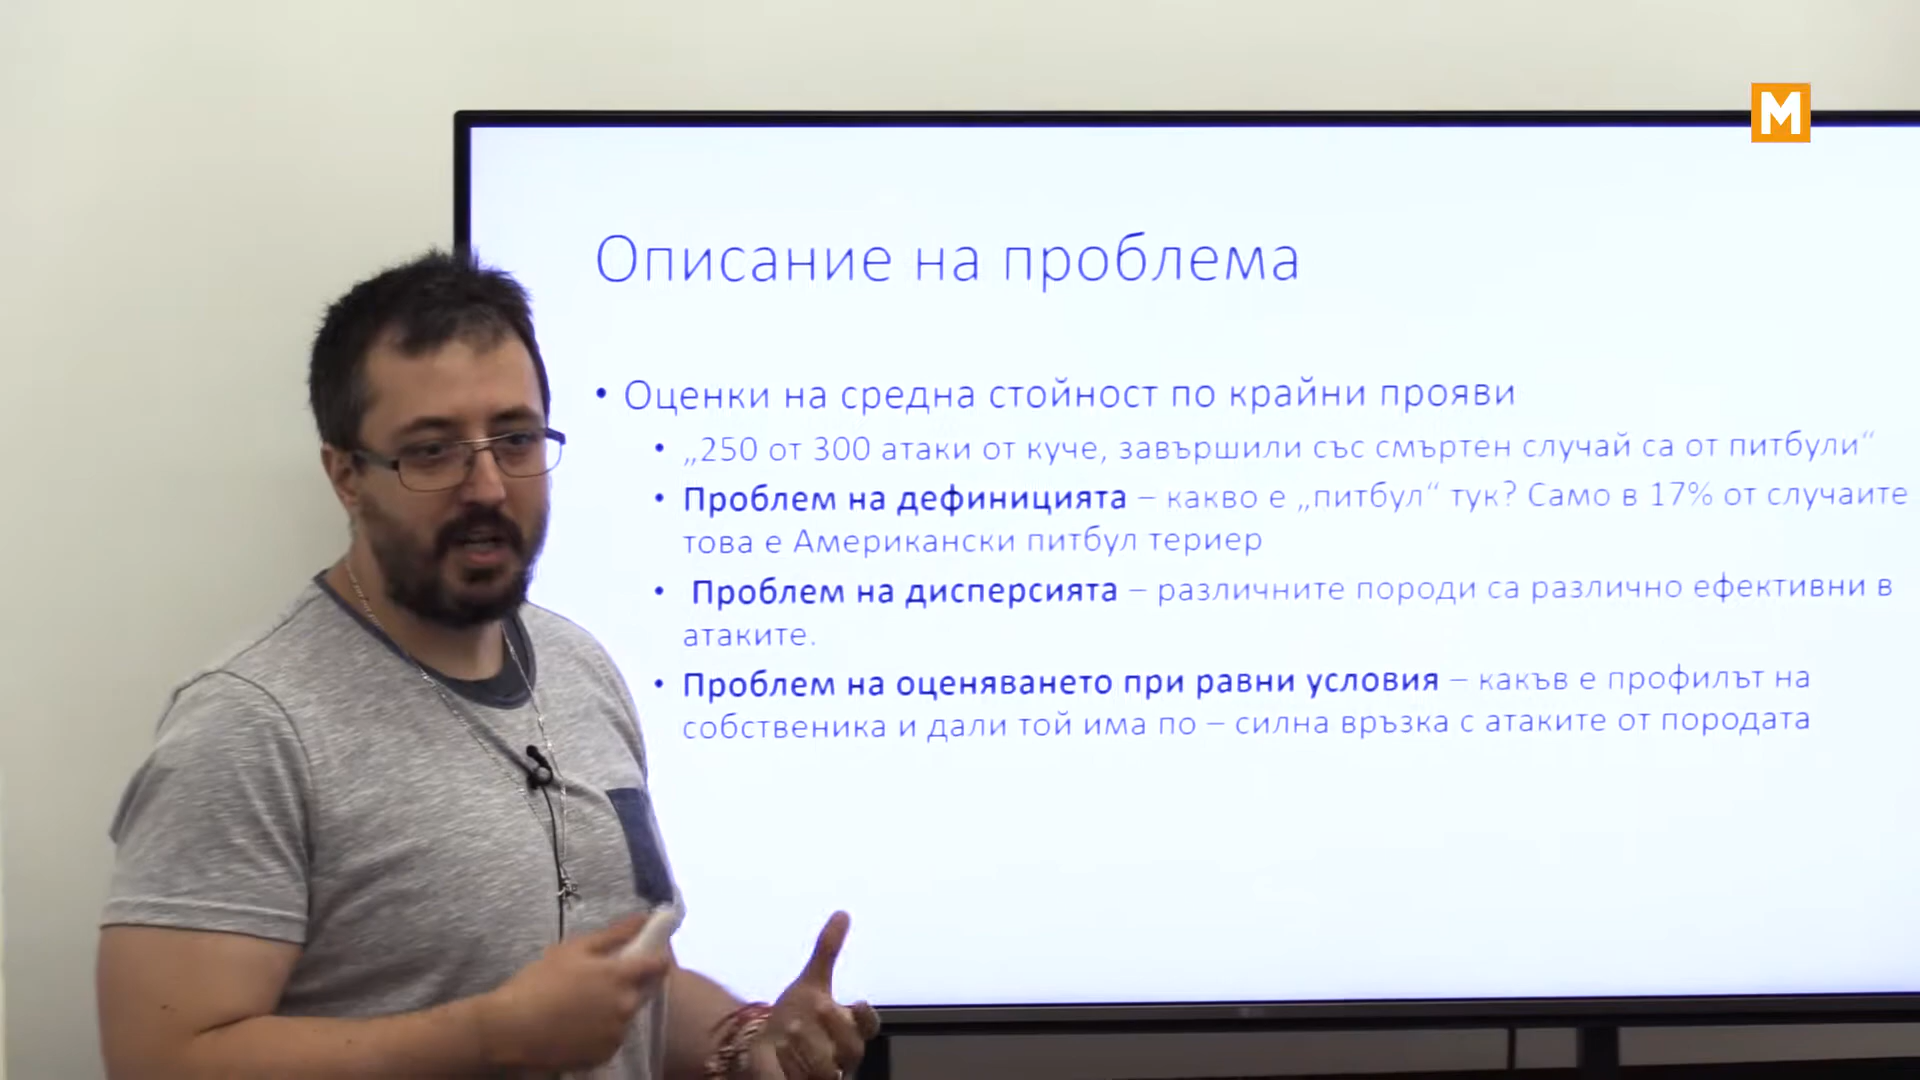 M
Описание на проблема
• Оценки на средна стойност по крайни прояви
• „250 от 300 атаки от куче, завършили със смъртен случай са от питбули“
• Проблем на дефиницията – какво е „питбул“ тук? Само в 17% от случаите
това е Американски питбул териер
• Проблем на дисперсията – различните породи са различно ефективни в
атаките.
• Проблем на оценяването при равни условия – какъв е профилът на
собственика и дали той има по – силна връзка с атаките от породата